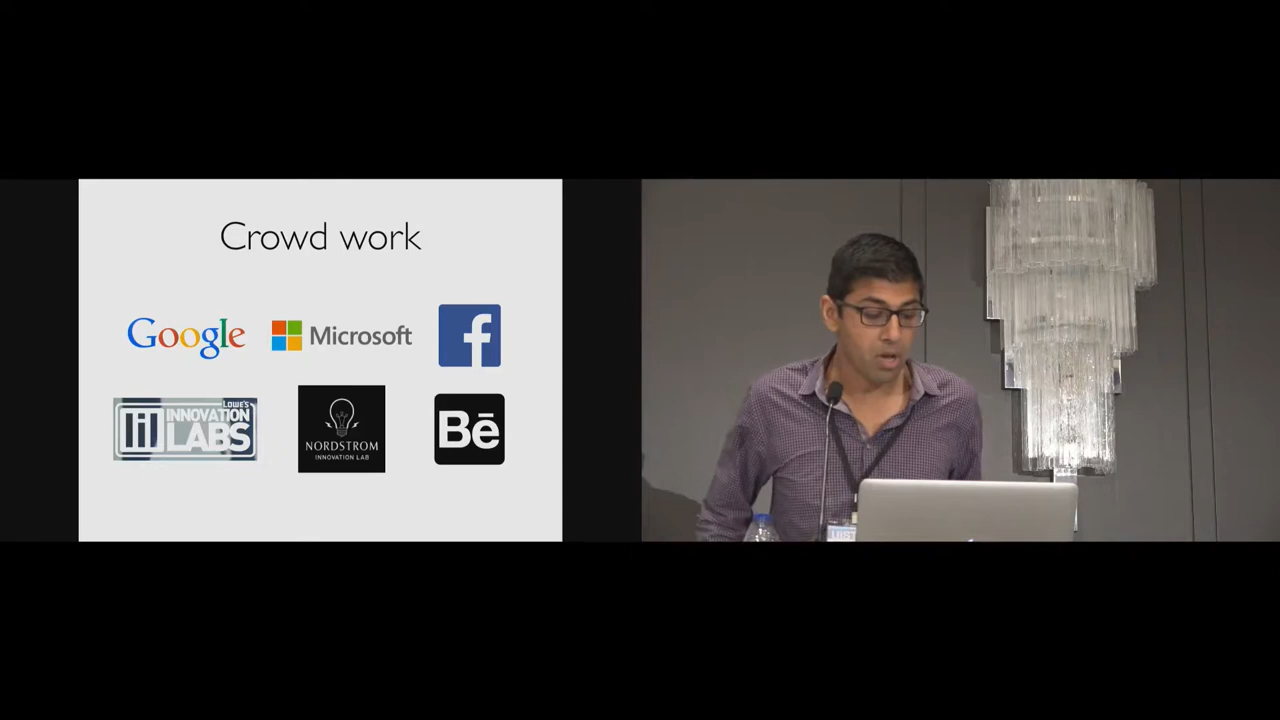 Crowd work
Google
Microsoft
f
LOWE'S
lil INNOVATION
LABS
NORDSTROM
INNOVATION LAB
Bē